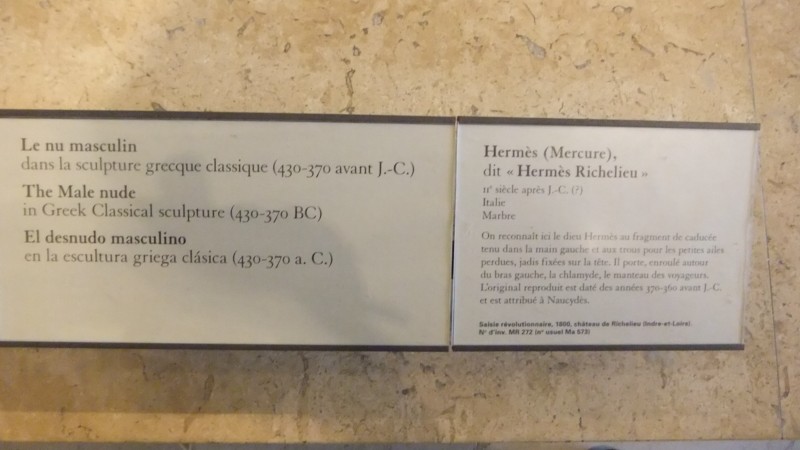 Le nu masculin
dans la sculpture grecque classique (430-370 avant J.-C.)
The Male nude
in Greek Classical sculpture (430-370 BC)
El desnudo masculino
en la escultura griega clásica (430-370 a. C.)
Hermès (Mercure),
dit « Hermès Richelieu »
IIe siècle après J.-C. (?)
Italie
Marbre
On reconnaît ici le dieu Hermès au fragment de caducée
tenu dans la main gauche et aux trous pour les petites ailes
perdues, jadis fixées sur la tête. Il porte, enroulé autour
du bras gauche, la chlamyde, le manteau des voyageurs.
L'original reproduit est daté des années 370-360 avant J.-C.
et est attribué à Naucydès.
Saisie révolutionnaire, 1800, château de Richelieu (Indre-et-Loire).
N° d'inv. MR 272 (n° usuel Ma 573)